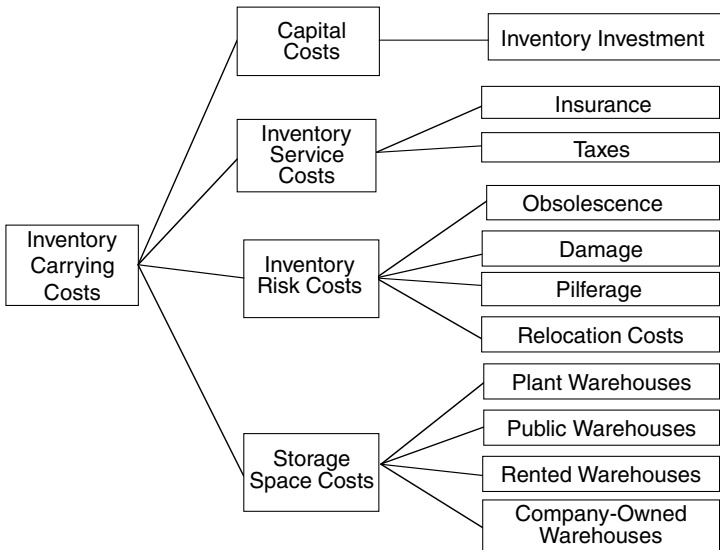 Capital
Costs
Inventory Investment
Inventory
Service
Costs
Insurance
Taxes
Inventory
Carrying
Costs
Inventory
Risk Costs
Obsolescence
Damage
Pilferage
Relocation Costs
Storage
Space Costs
Plant Warehouses
Public Warehouses
Rented Warehouses
Company-Owned
Warehouses